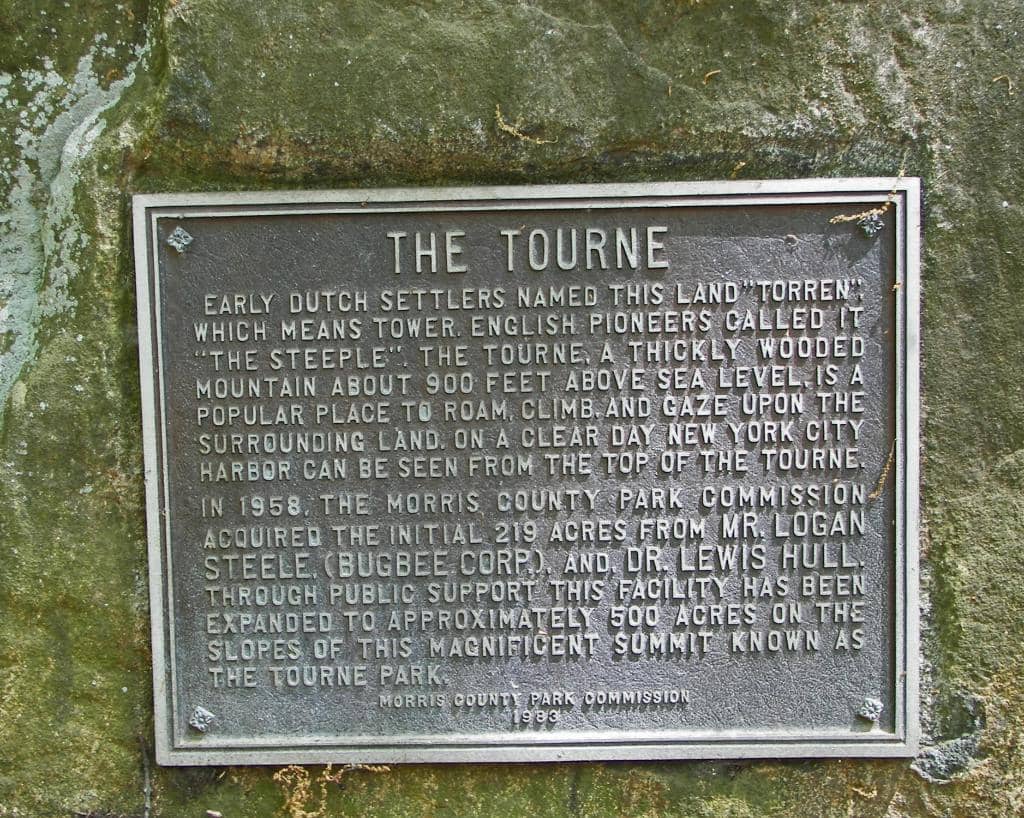 THE TOURNE
EARLY DUTCH SETTLERS NAMED THIS LAND "TORREN",
WHICH MEANS TOWER. ENGLISH PIONEERS CALLED IT
"THE STEEPLE". THE TOURNE, A THICKLY WOODED
MOUNTAIN ABOUT 900 FEET ABOVE SEA LEVEL, IS A
POPULAR PLACE TO ROAM, CLIMB, AND GAZE UPON THE
SURROUNDING LAND. ON A CLEAR DAY NEW YORK CITY
HARBOR CAN BE SEEN FROM THE TOP OF THE TOURNE.
IN 1958, THE MORRIS COUNTY PARK COMMISSION
ACQUIRED THE INITIAL 219 ACRES FROM MR. LOGAN
STEELE, (BUGBEE CORP.), AND, DR. LEWIS HULL.
THROUGH PUBLIC SUPPORT THIS FACILITY HAS BEEN
EXPANDED TO APPROXIMATELY 500 ACRES ON THE
SLOPES OF THIS MAGNIFICENT SUMMIT KNOWN AS
THE TOURNE PARK.
MORRIS COUNTY PARK COMMISSION
1983